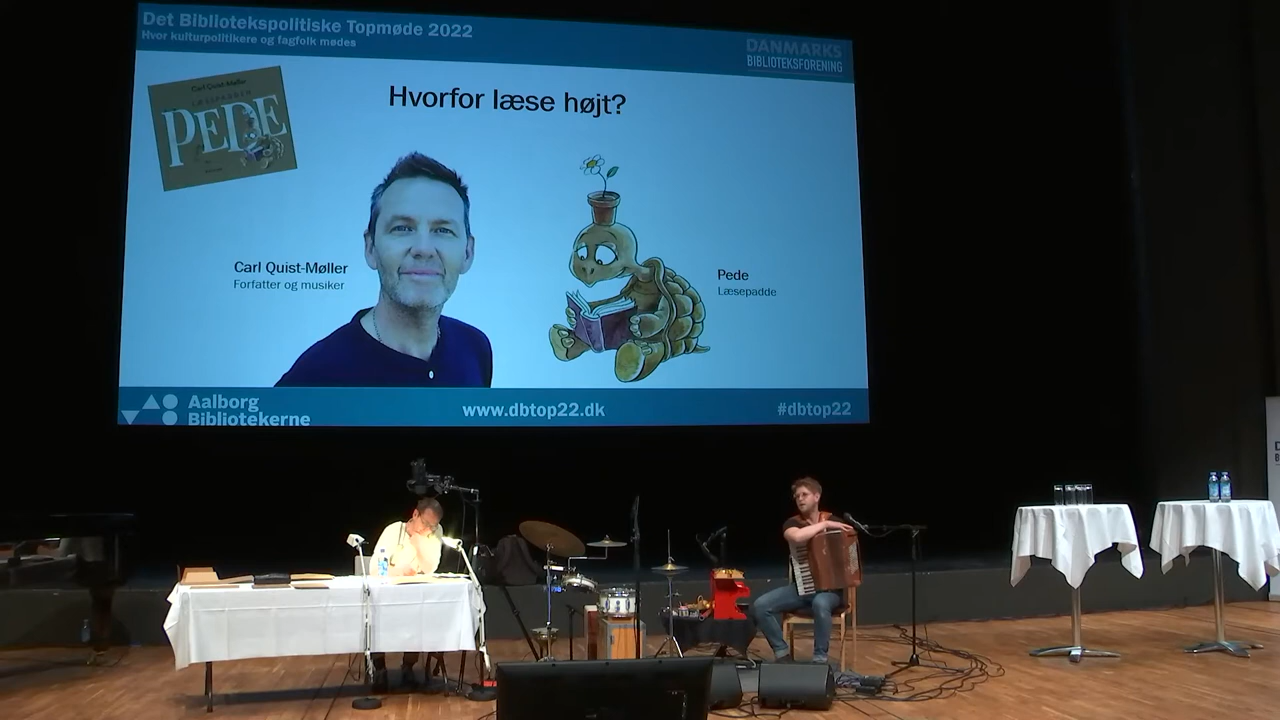 Det Bibliotekspolitiske Topmøde 2022
Hvor kulturpolitikere og fagfolk mødes
DANMARKS
BIBLIOTEKSFORENING
Carl Quist-Møller
LÆSEPADDEN
PEDE
Hvorfor læse højt?
Carl Quist-Møller
Forfatter og musiker
Pede
Læsepadde
Aalborg
Bibliotekerne
www.dbtop22.dk
#dbtop22